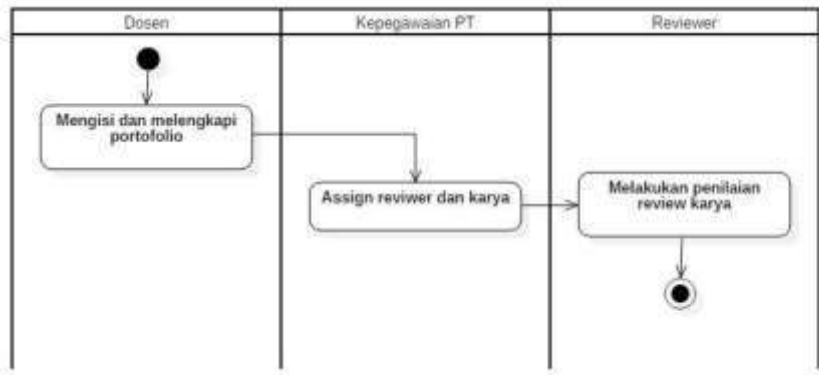 Dosen
Kepegawaian PT
Reviewer
Mengisi dan melengkapi
portofolio
Assign reviwer dan karya
Melakukan penilaian
review karya